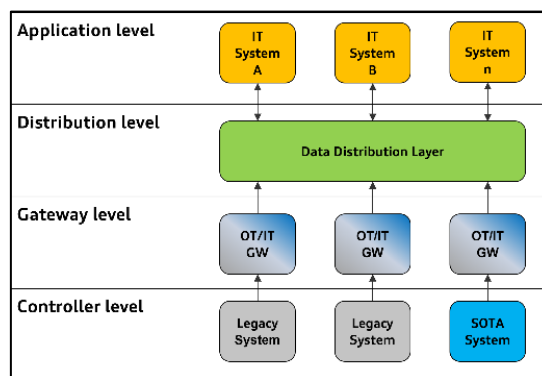 Application level
IT
System
A
IT
System
B
IT
System
n
Distribution level
Data Distribution Layer
Gateway level
OT/IT
GW
OT/IT
GW
OT/IT
GW
Controller level
Legacy
System
Legacy
System
SOTA
System